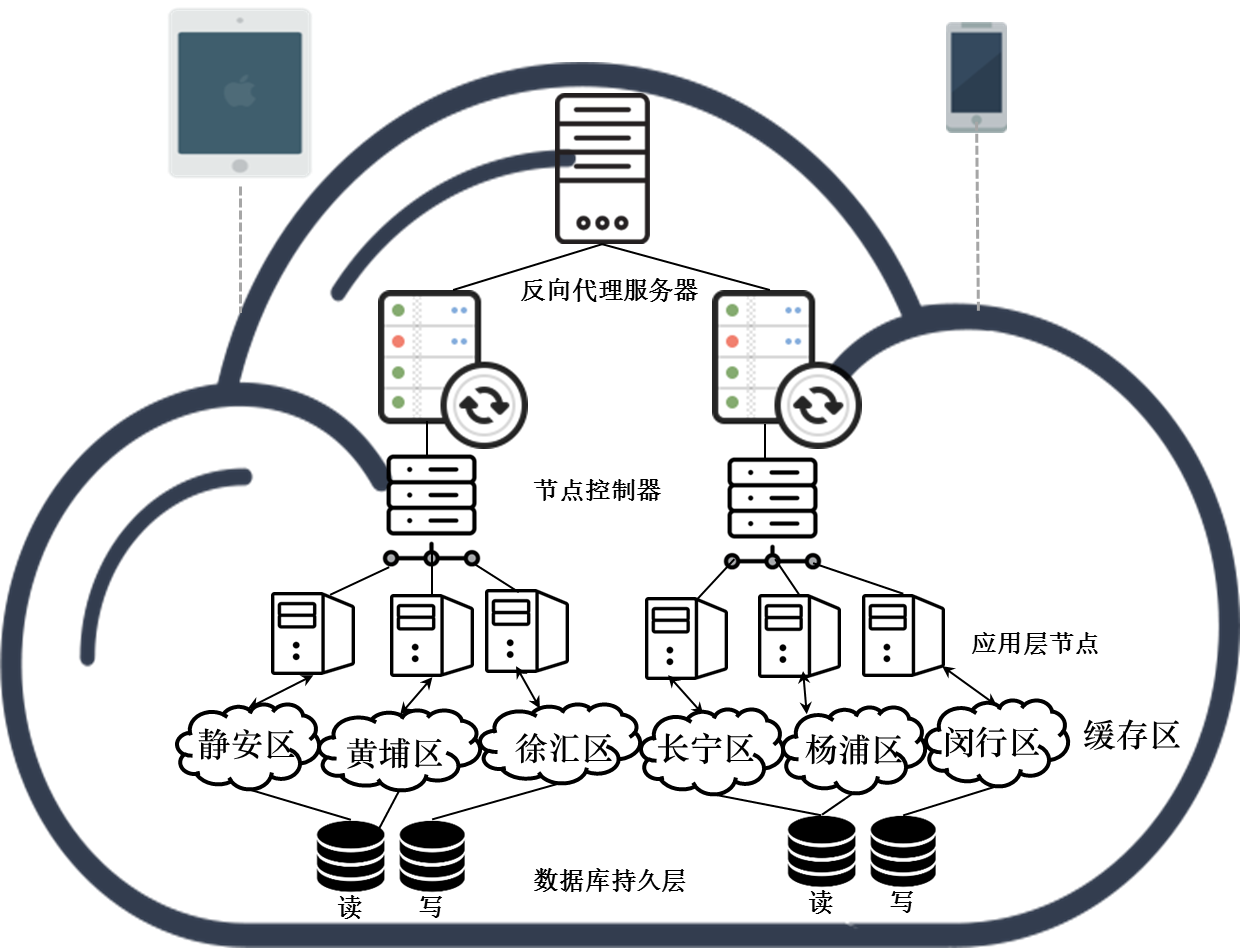 反向代理服务器
节点控制器
应用层节点
静安区
黄埔区
徐汇区
长宁区
杨浦区
闵行区
缓存区
数据库持久层
读
写
读
写